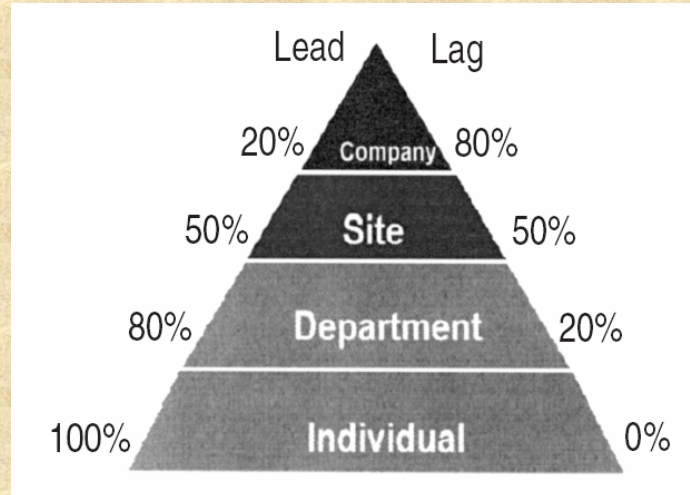 Lead Lag
20% Company 80%
50% Site 50%
80% Department 20%
100% Individual 0%